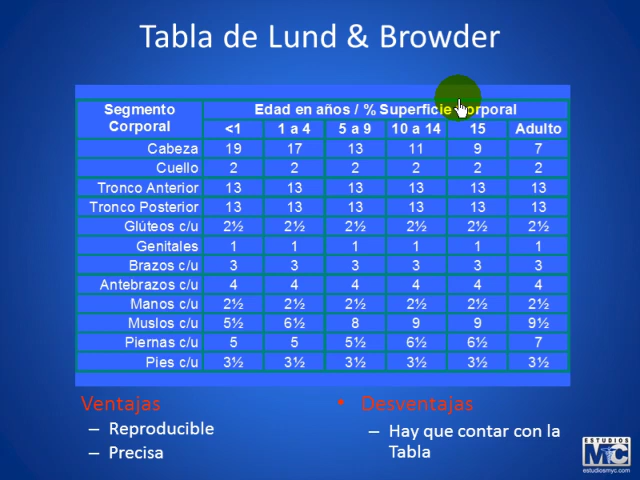 Tabla de Lund & Browder
Segmento Corporal Edad en años / % Superficie Corporal
<1 1 a 4 5 a 9 10 a 14 15 Adulto
Cabeza 19 17 13 11 9 7
Cuello 2 2 2 2 2 2
Tronco Anterior 13 13 13 13 13 13
Tronco Posterior 13 13 13 13 13 13
Glúteos c/u 2½ 2½ 2½ 2½ 2½ 2½
Genitales 1 1 1 1 1 1
Brazos c/u 3 3 3 3 3 3
Antebrazos c/u 4 4 4 4 4 4
Manos c/u 2½ 2½ 2½ 2½ 2½ 2½
Muslos c/u 5½ 6½ 8 9 9 9½
Piernas c/u 5 5 5½ 6½ 6½ 7
Pies c/u 3½ 3½ 3½ 3½ 3½ 3½
Ventajas
– Reproducible
– Precisa
• Desventajas
– Hay que contar con la
Tabla
ESTUDIOS
MyC
estudiosmyc.com